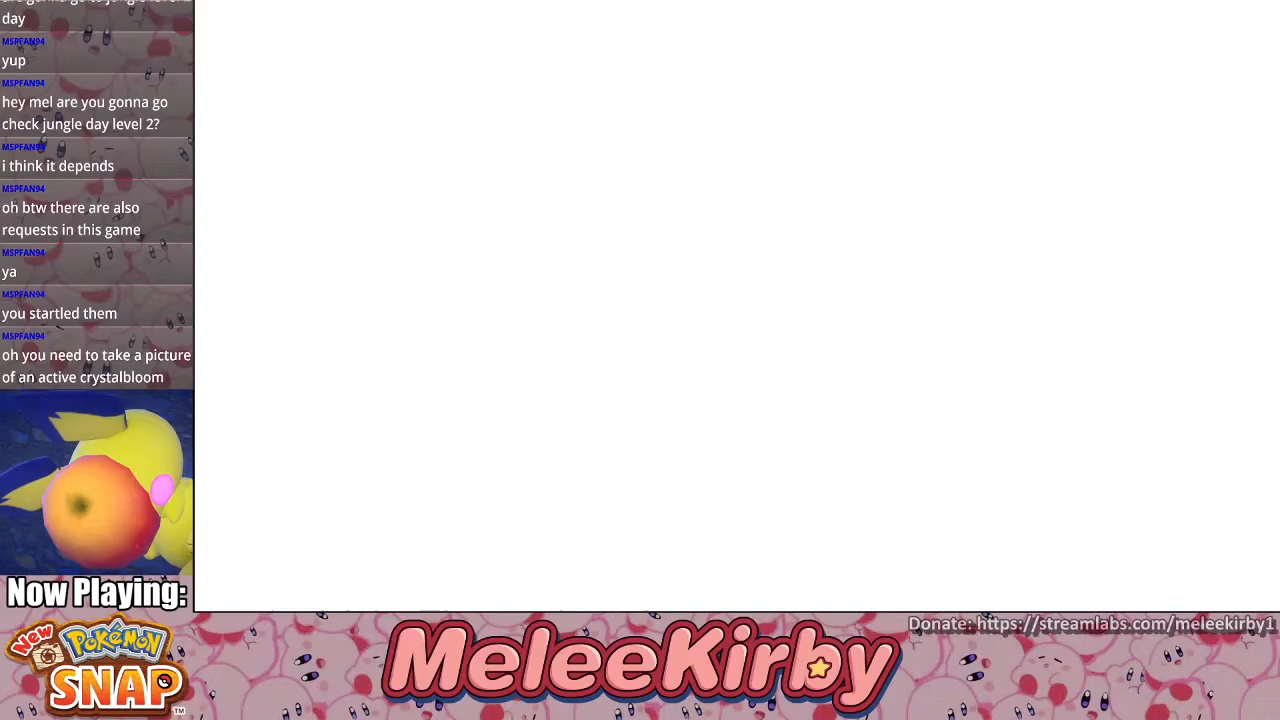 day
MSPFAN94
yup
MSPFAN94
hey mel are you gonna go
check jungle day level 2?
MSPFAN94
i think it depends
MSPFAN94
oh btw there are also
requests in this game
MSPFAN94
ya
MSPFAN94
you startled them
MSPFAN94
oh you need to take a picture
of an active crystalbloom
Now Playing:
New
Pokémon
SNAP
TM
MeleeKirby
Donate: https://streamlabs.com/meleekirby1